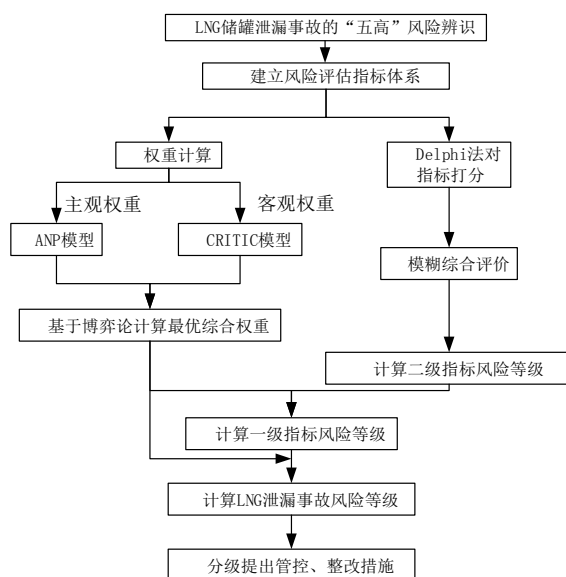 LNG储罐泄漏事故的“五高”风险辨识
建立风险评估指标体系
权重计算
Delphi法对
指标打分
主观权重
客观权重
ANP模型
CRITIC模型
模糊综合评价
基于博弈论计算最优综合权重
计算二级指标风险等级
计算一级指标风险等级
计算LNG泄漏事故风险等级
分级提出管控、整改措施